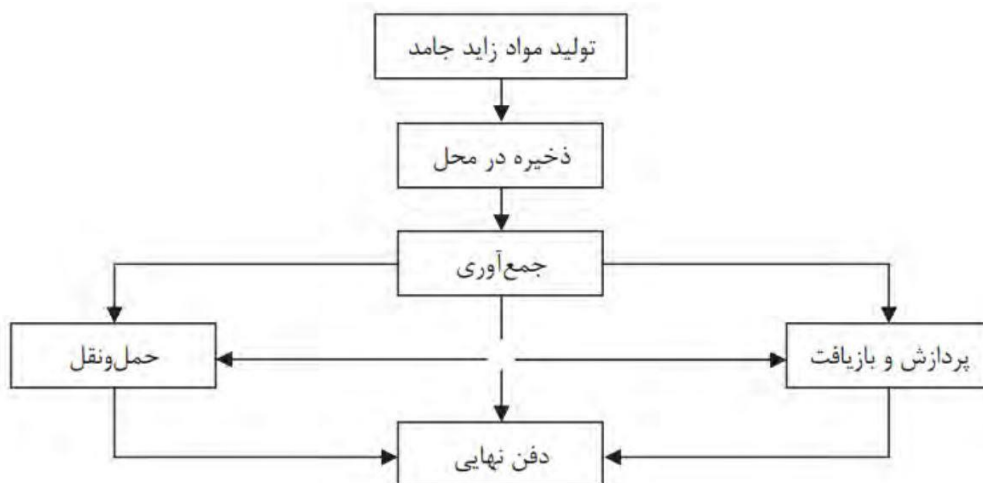 تولید مواد زاید جامد
ذخیره در محل
جمع‌آوری
پردازش و بازیافت
حمل‌ونقل
دفن نهایی